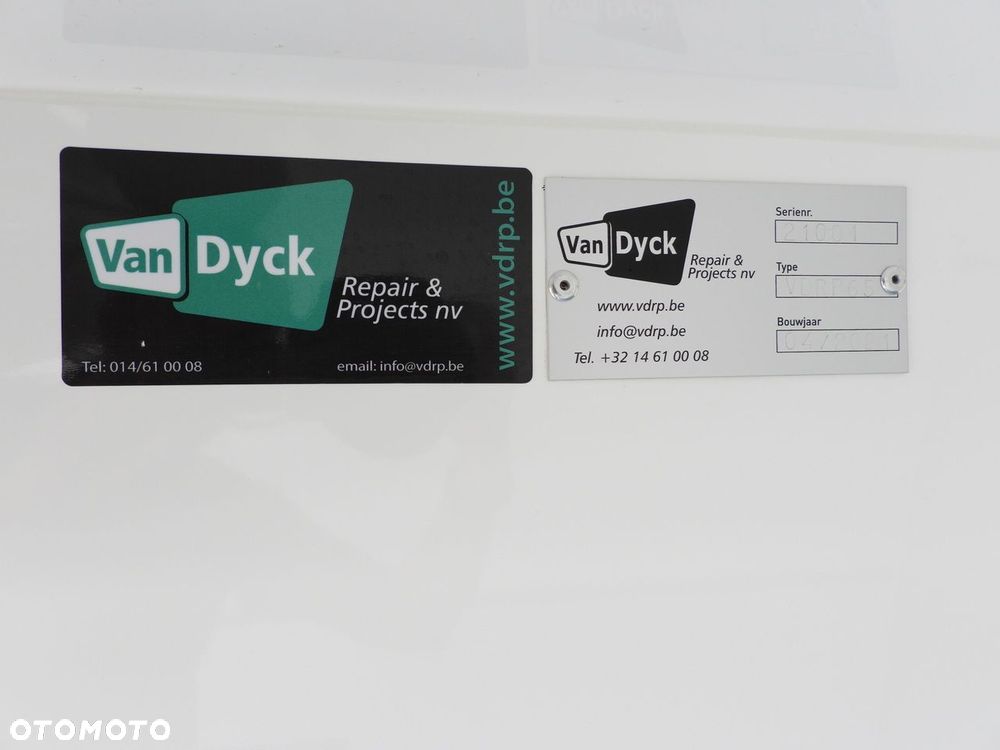 Van Dyck
Repair &
Projects nv
Tel: 014/61 00 08
email: info@vdrp.be
www.vdrp.be
Van Dyck
Repair &
Projects nv
www.vdrp.be
info@vdrp.be
Tel. +32 14 61 00 08
Serienr.
21001
Type
Bouwjaar
OTOMOTO